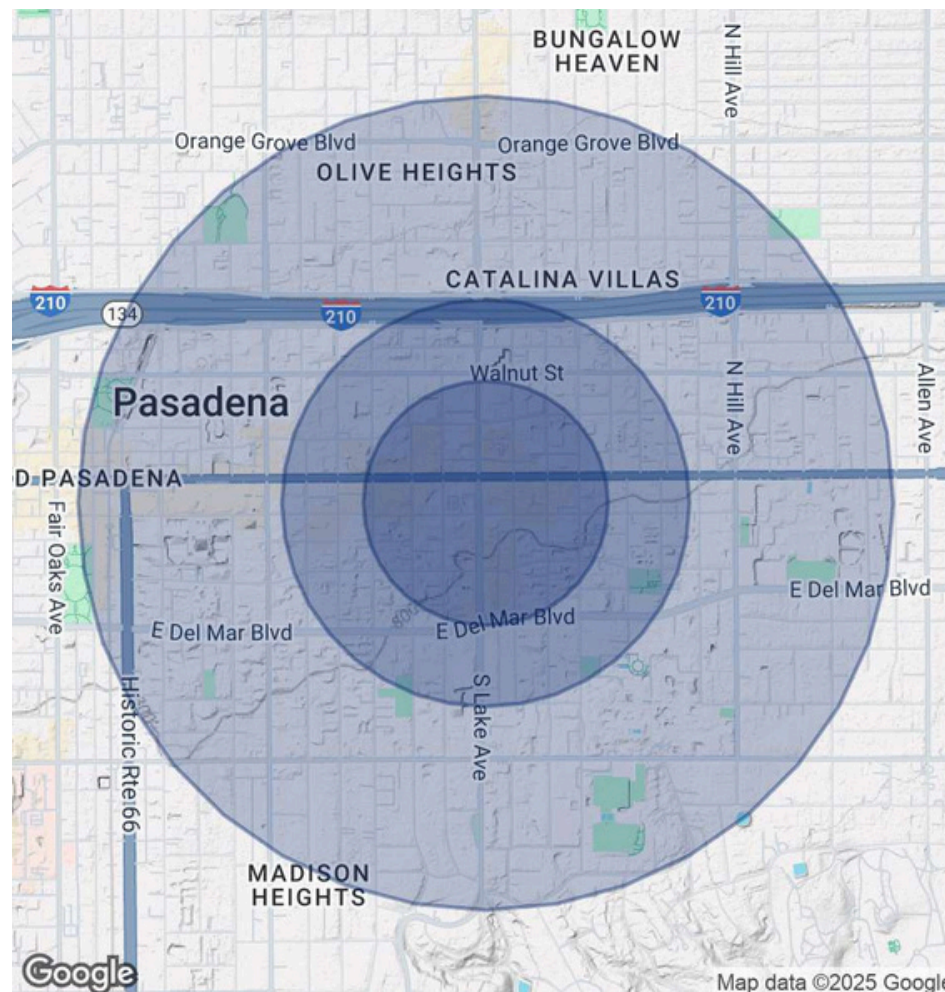 BUNGALOW
HEAVEN
N Hill Ave
Orange Grove Blvd
Orange Grove Blvd
OLIVE HEIGHTS
CATALINA VILLAS
210
134
210
210
Walnut St
N Hill Ave
Allen Ave
Pasadena
D PASADENA
Fair Oaks Ave
E Del Mar Blvd
E Del Mar Blvd
E Del Mar Blvd
800
S Lake Ave
Historic Rte 66
MADISON
HEIGHTS
Google
Map data ©2025 Google